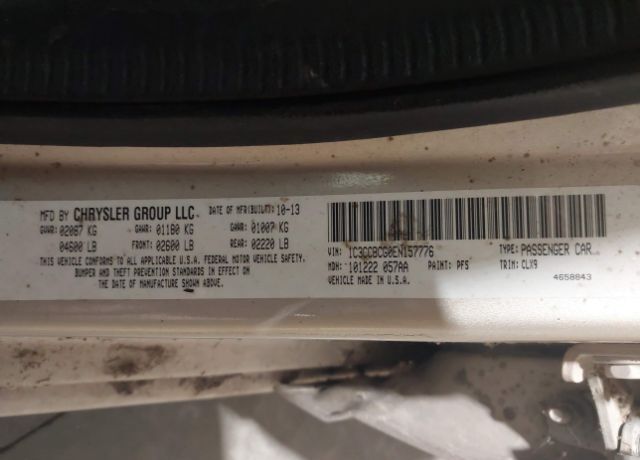 MFD BY CHRYSLER GROUP LLC. DATE OF MFR(BUILD): 10-13
GVWR: 02087 KG GAWR: 01180 KG GAWR: 01007 KG
04600 LB FRONT: 02600 LB REAR: 02220 LB
THIS VEHICLE CONFORMS TO ALL APPLICABLE U.S.A. FEDERAL MOTOR VEHICLE SAFETY,
BUMPER AND THEFT PREVENTION STANDARDS IN EFFECT ON
THE DATE OF MANUFACTURE SHOWN ABOVE.
VIN: 1C3CCBCG0EN157776 TYPE: PASSENGER CAR
MDH: 101222 057AA PAINT: PFS TRIM: CLX9
VEHICLE MADE IN U.S.A. 4658843